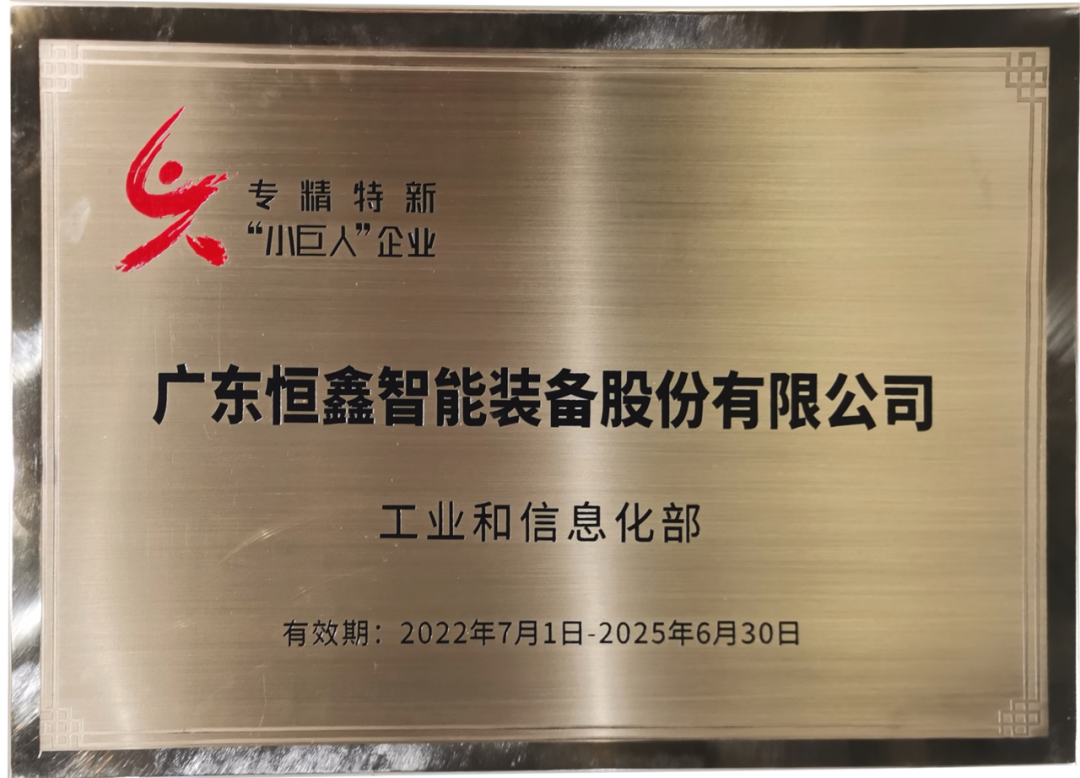 专精特新
“小巨人”企业
广东恒鑫智能装备股份有限公司
工业和信息化部
有效期：2022年7月1日-2025年6月30日